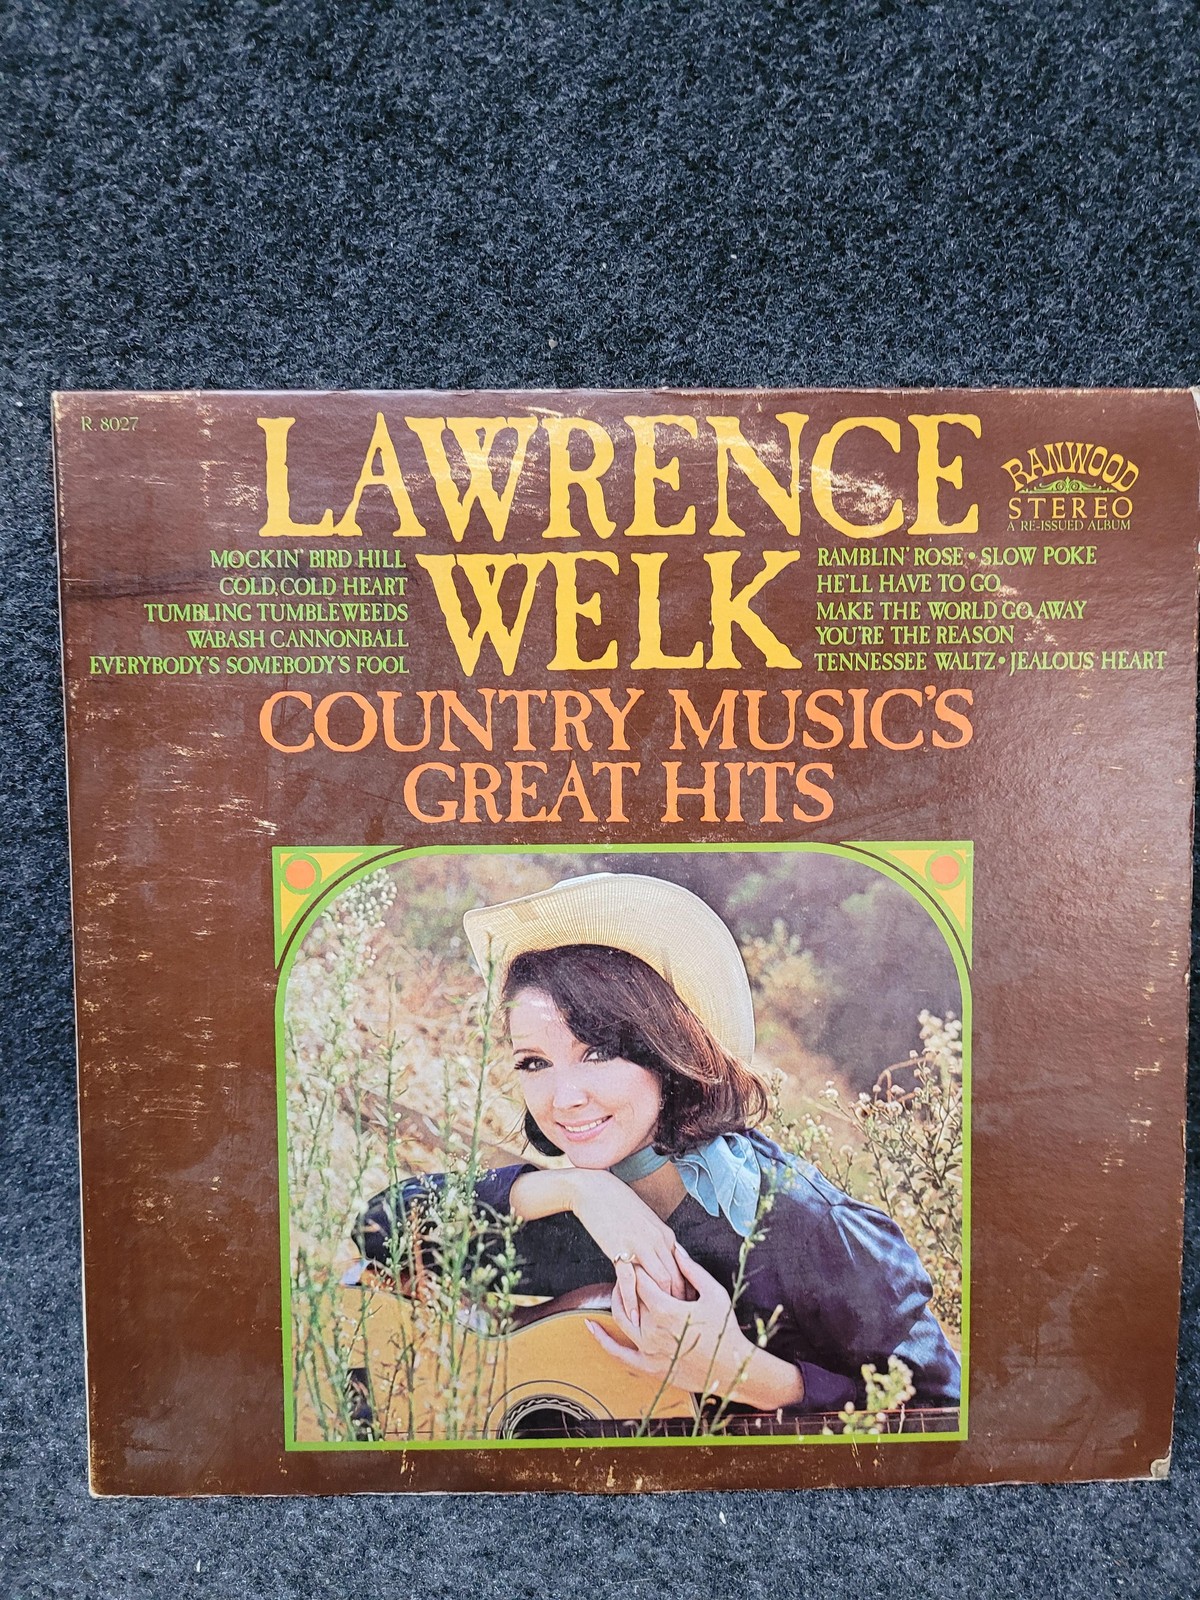 R. 8027
LAWRENCE
WELK
RANWOOD
STEREO
A RE-ISSUED ALBUM
MOCKIN' BIRD HILL
COLD, COLD HEART
TUMBLING TUMBLEWEEDS
WABASH CANNONBALL
EVERYBODY'S SOMEBODY'S FOOL
RAMBLIN' ROSE • SLOW POKE
HE'LL HAVE TO GO
MAKE THE WORLD GO AWAY
YOU'RE THE REASON
TENNESSEE WALTZ • JEALOUS HEART
COUNTRY MUSIC'S
GREAT HITS